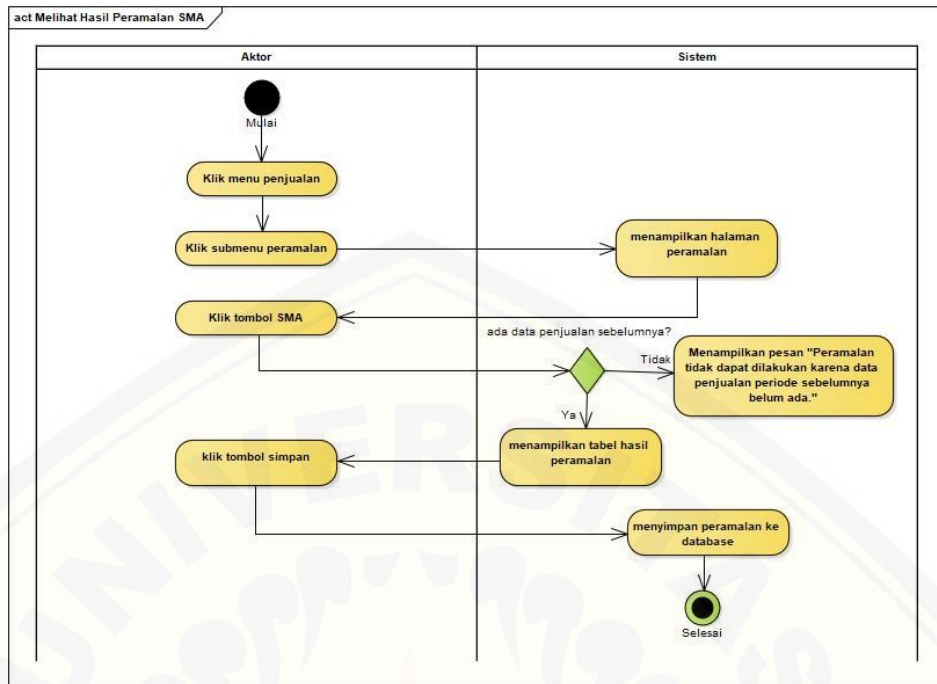 act Melihat Hasil Peramalan SMA
Aktor
Sistem
Mulai
Klik menu penjualan
Klik submenu peramalan
menampilkan halaman
peramalan
Klik tombol SMA
ada data penjualan sebelumnya?
Tidak
Menampilkan pesan "Peramalan
tidak dapat dilakukan karena data
penjualan periode sebelumnya
belum ada."
Ya
menampilkan tabel hasil
peramalan
klik tombol simpan
menyimpan peramalan ke
database
Selesai
UNIVERSITAS